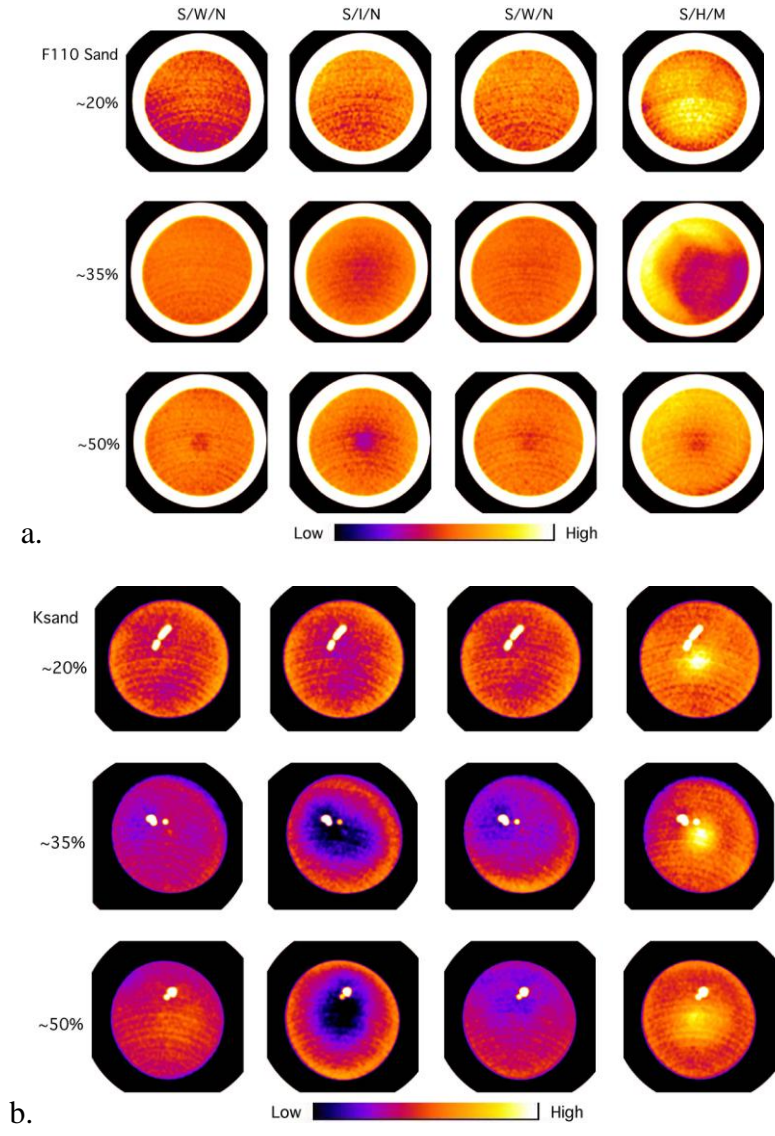 S/W/N S/I/N S/W/N S/H/M
F110 Sand
~20%
~35%
~50%
a.
Low High
Ksand
~20%
~35%
~50%
b.
Low High